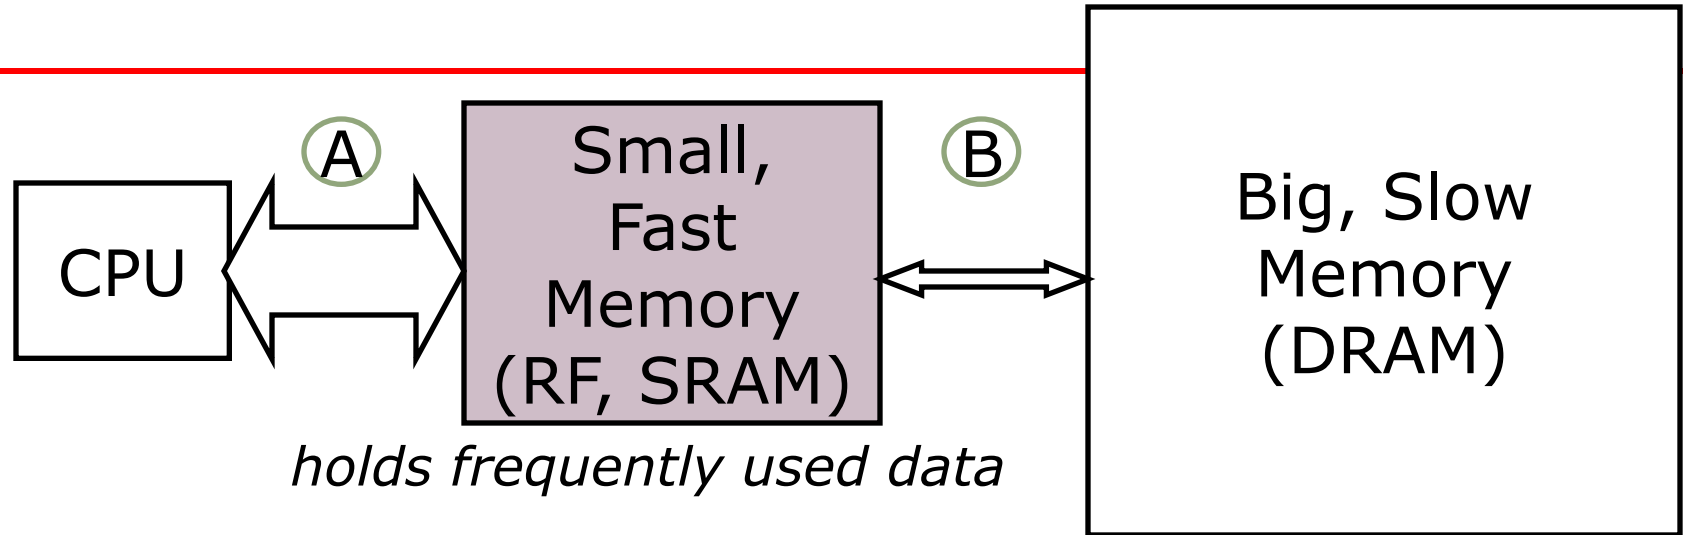 CPU
A
Small,
Fast
Memory
(RF, SRAM)
holds frequently used data
B
Big, Slow
Memory
(DRAM)